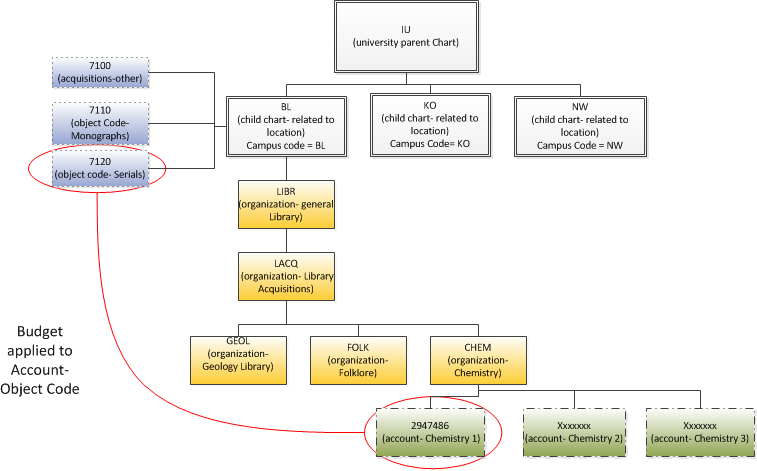 IU
(university parent Chart)
7100
(acquisitions-other)
7110
(object Code-
Monographs)
7120
(object code- Serials)
BL
(child chart- related to
location)
Campus code = BL
KO
(child chart- related to
location)
Campus Code= KO
NW
(child chart- related to
location)
Campus Code = NW
LIBR
(organization- general
Library)
LACQ
(organization- Library
Acquisitions)
GEOL
(organization-
Geology Library)
FOLK
(organization-
Folklore)
CHEM
(organization-
Chemistry)
Budget
applied to
Account-
Object Code
2947486
(account- Chemistry 1)
Xxxxxxx
(account- Chemistry 2)
Xxxxxxx
(account- Chemistry 3)